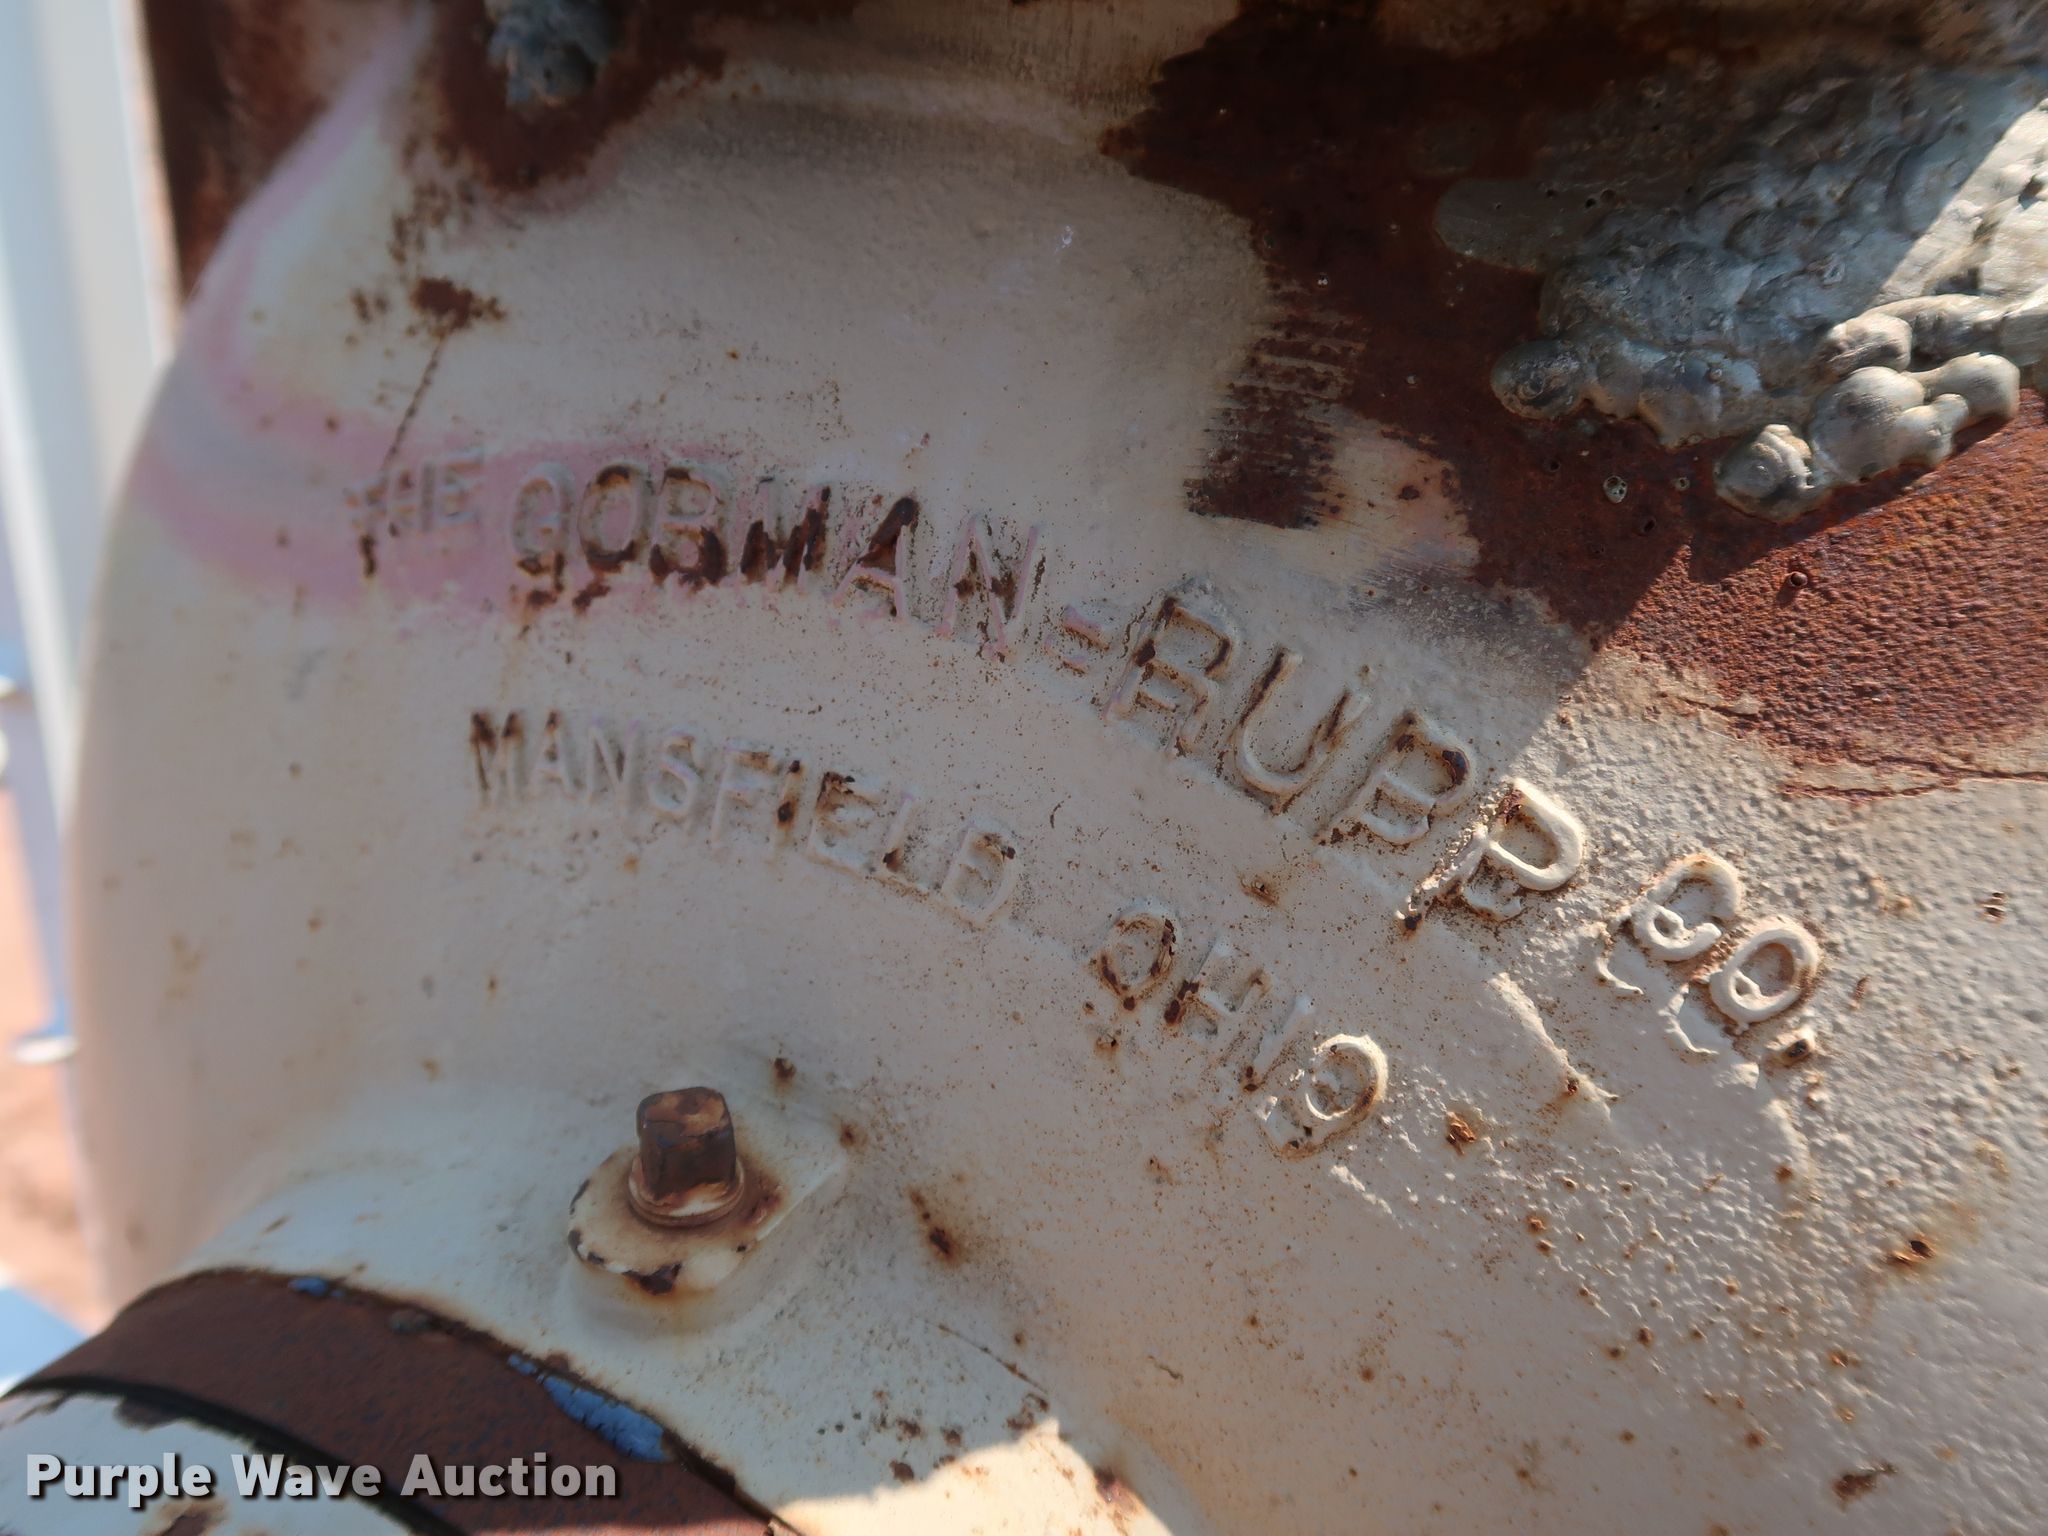 THE GORMAN-RUPP CO.
MANSFIELD OHIO
Purple Wave Auction